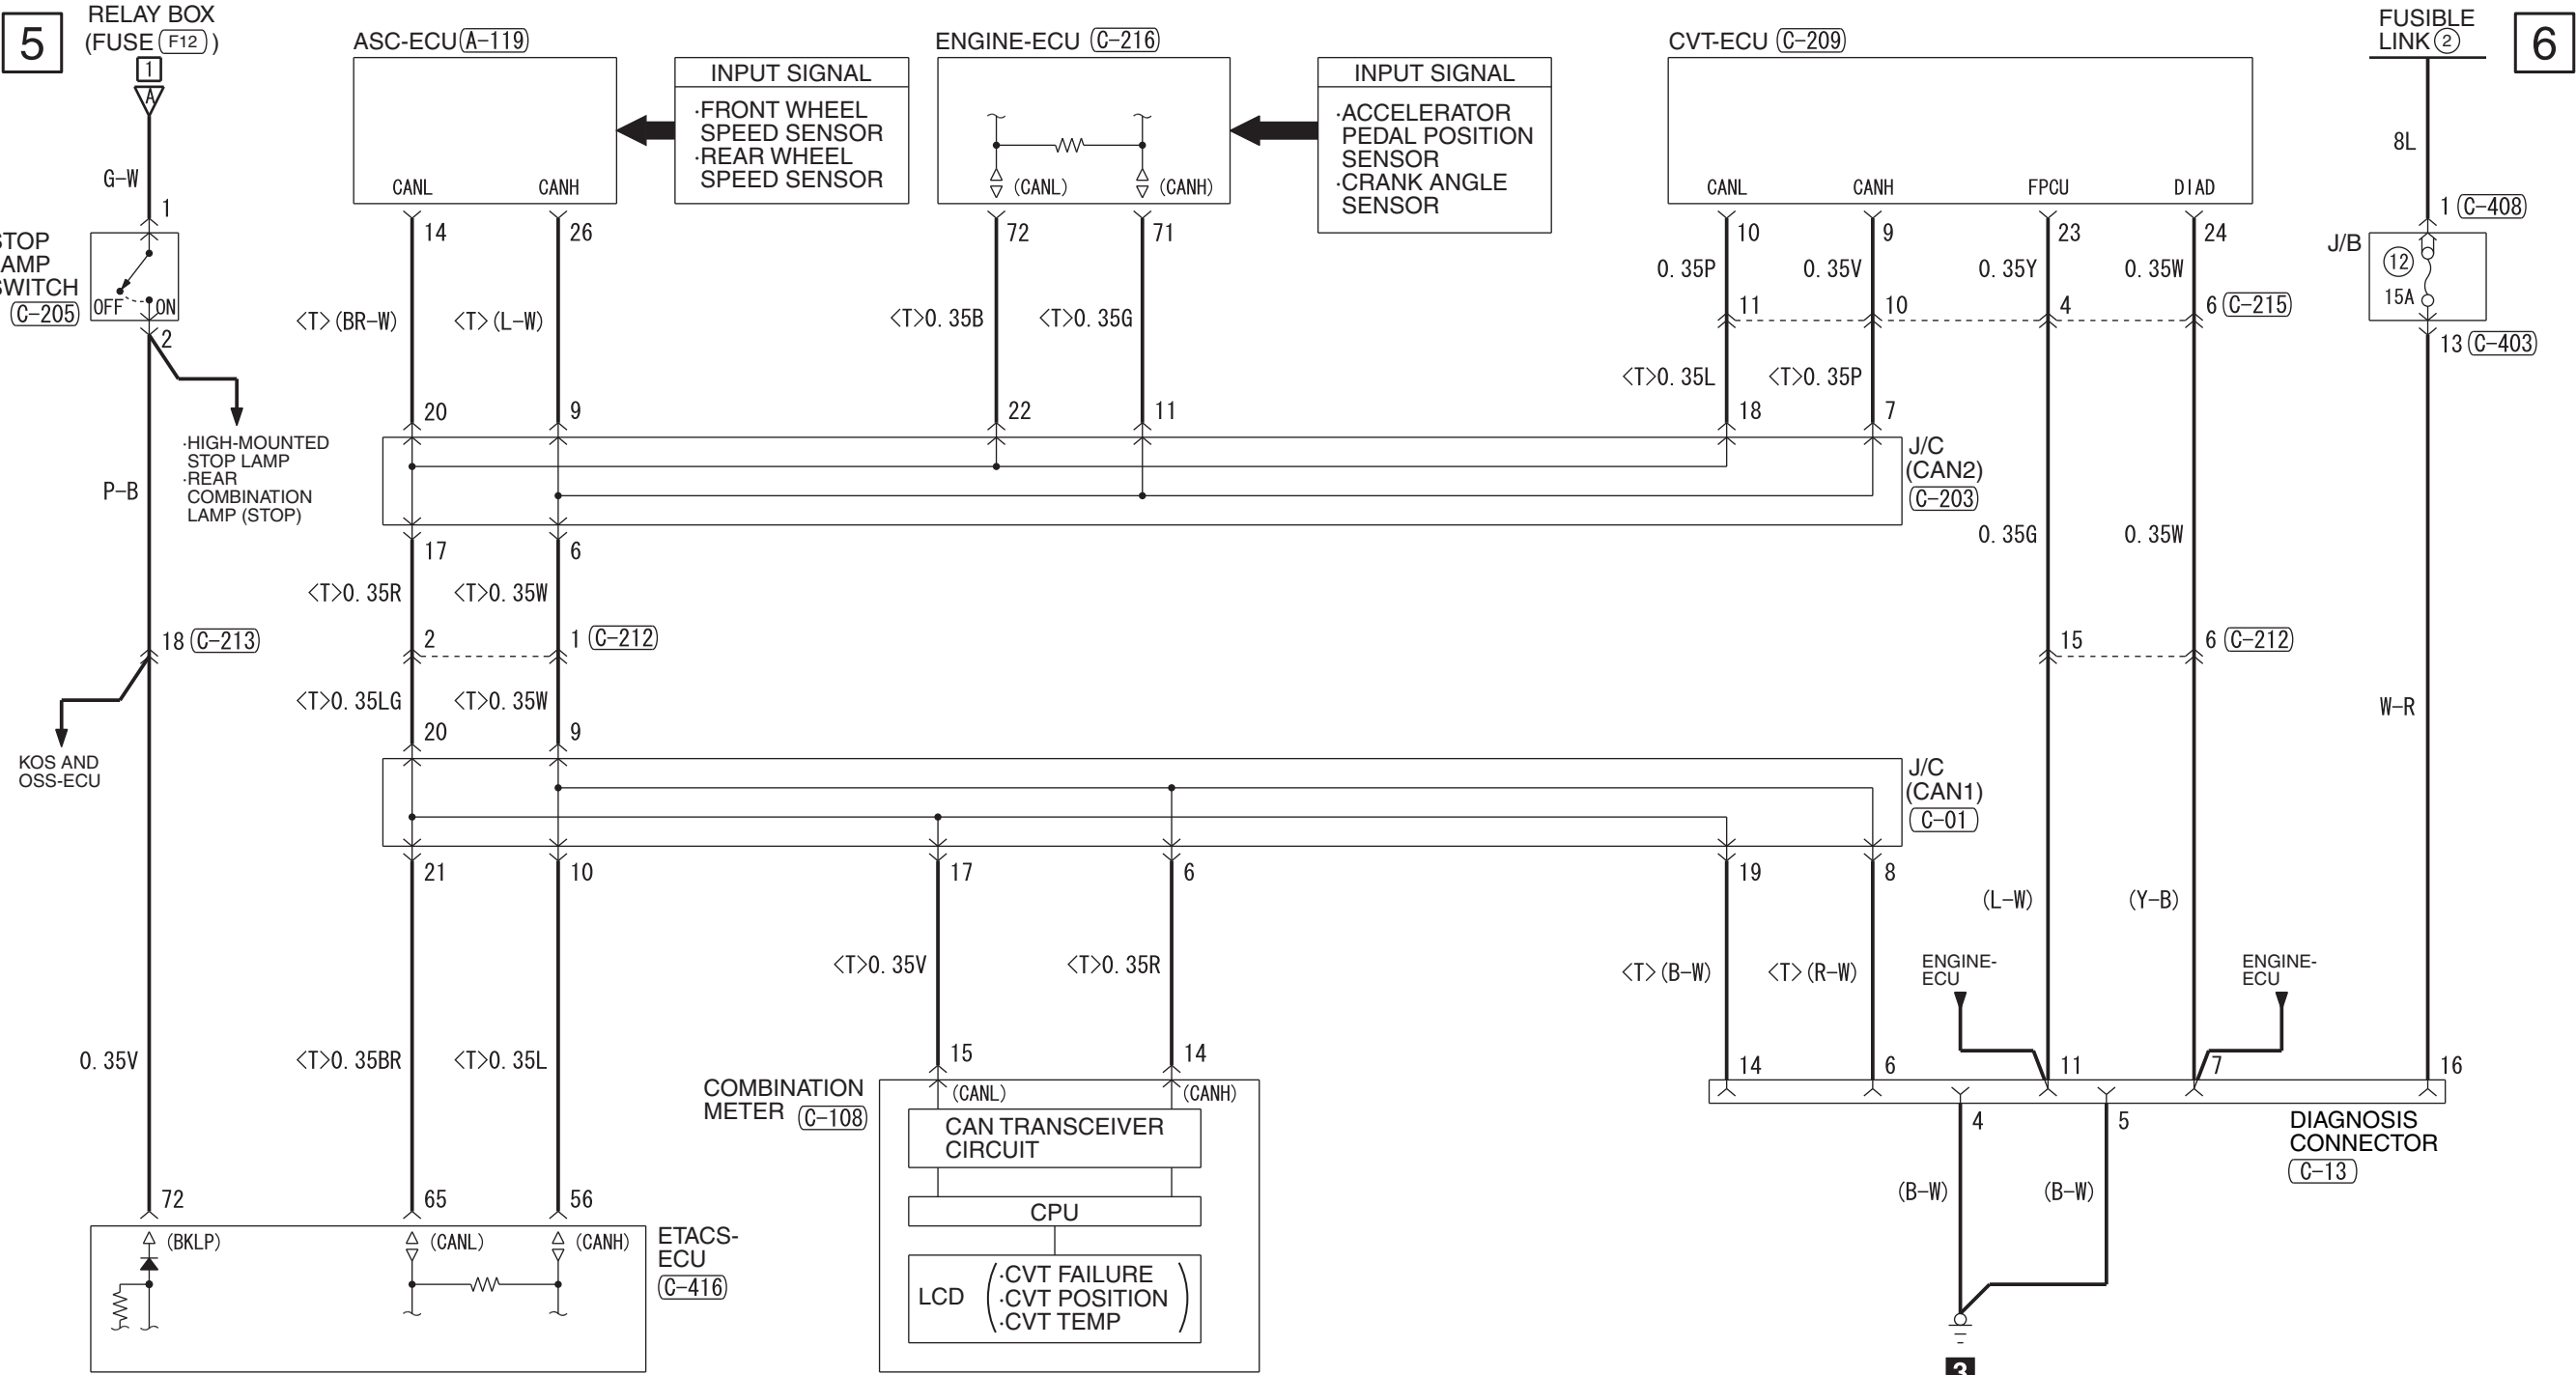 5
RELAY BOX
(FUSE F12 )
1
A
G-W
1
OFF
ON
C-205
2
·HIGH-MOUNTED
STOP LAMP
·REAR
COMBINATION
LAMP (STOP)
P-B
18 C-213
KOS AND
OSS-ECU
0.35V
72
(BKLP)
ASC-ECU A-119
CANL
CANH
INPUT SIGNAL
·FRONT WHEEL
SPEED SENSOR
·REAR WHEEL
SPEED SENSOR
14
26
<T>(BR-W)
<T>(L-W)
20
9
ENGINE-ECU C-216
(CANL)
(CANH)
INPUT SIGNAL
·ACCELERATOR
PEDAL POSITION
SENSOR
·CRANK ANGLE
SENSOR
72
71
<T>0.35B
<T>0.35G
22
11
CVT-ECU C-209
CANL
CANH
FPCU
DIAD
10
9
23
24
0.35P
0.35V
0.35Y
0.35W
11
10
4
6 C-215
<T>0.35L
<T>0.35P
18
7
J/C
(CAN2)
C-203
FUSIBLE
LINK 2
6
8L
1 C-408
J/B
12
15A
13 C-403
17
6
<T>0.35R
<T>0.35W
2
1 C-212
<T>0.35LG
<T>0.35W
20
9
0.35G
0.35W
15
6 C-212
W-R
J/C
(CAN1)
C-01
21
10
17
6
19
8
(L-W)
(Y-B)
<T>0.35V
<T>0.35R
<T>(B-W)
<T>(R-W)
ENGINE-
ECU
ENGINE-
ECU
<T>0.35BR
<T>0.35L
15
14
14
6
11
7
16
65
56
(CANL)
(CANH)
ETACS-
ECU
C-416
COMBINATION
METER C-108
(CANL)
(CANH)
CAN TRANSCEIVER
CIRCUIT
CPU
LCD
·CVT FAILURE
·CVT POSITION
·CVT TEMP
4
5
DIAGNOSIS
CONNECTOR
C-13
(B-W)
(B-W)